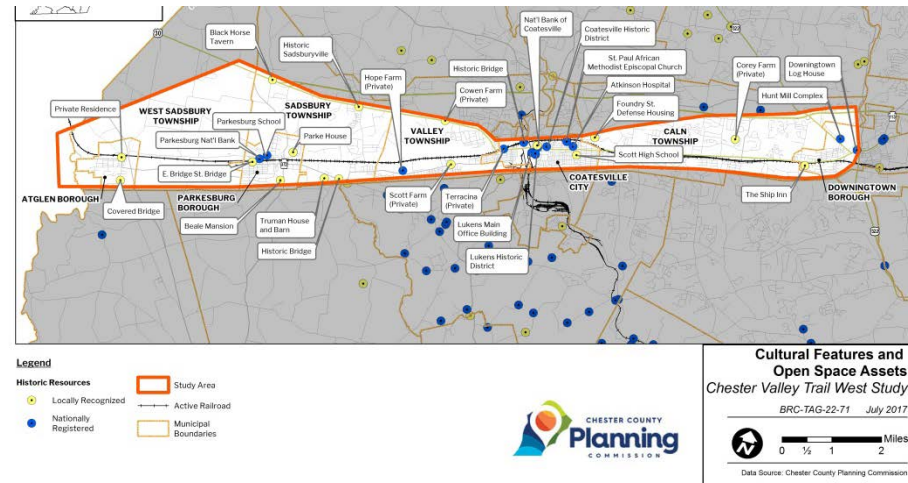 Black Horse
Tavern
Historic
Sadsburyville
Hope Farm
(Private)
Cowen Farm
(Private)
Historic Bridge
Nat'l Bank of
Coatesville
Coatesville Historic
District
St. Paul African
Methodist Episcopal Church
Atkinson Hospital
Foundry St.
Defense Housing
Corey Farm
(Private)
Downingtown
Log House
Hunt Mill Complex
Private Residence
WEST SADSBURY
TOWNSHIP
Parkesburg School
Parkesburg Nat'l Bank
SADSBURY
TOWNSHIP
Parke House
VALLEY
TOWNSHIP
CALN
TOWNSHIP
Scott High School
E. Bridge St. Bridge
ATGLEN BOROUGH
Covered Bridge
PARKESBURG
BOROUGH
Beale Mansion
Truman House
and Barn
Historic Bridge
Scott Farm
(Private)
Terracina
(Private)
Lukens Main
Office Building
Lukens Historic
District
COATESVILLE
CITY
The Ship Inn
DOWNINGTOWN
BOROUGH
30
322
322
Legend
Historic Resources
Locally Recognized
Nationally
Registered
Study Area
Active Railroad
Municipal
Boundaries
CHESTER COUNTY
Planning
COMMISSION
Cultural Features and
Open Space Assets
Chester Valley Trail West Study
BRC-TAG-22-71 July 2017
N
Miles
0 ½ 1 2
Data Source: Chester County Planning Commission